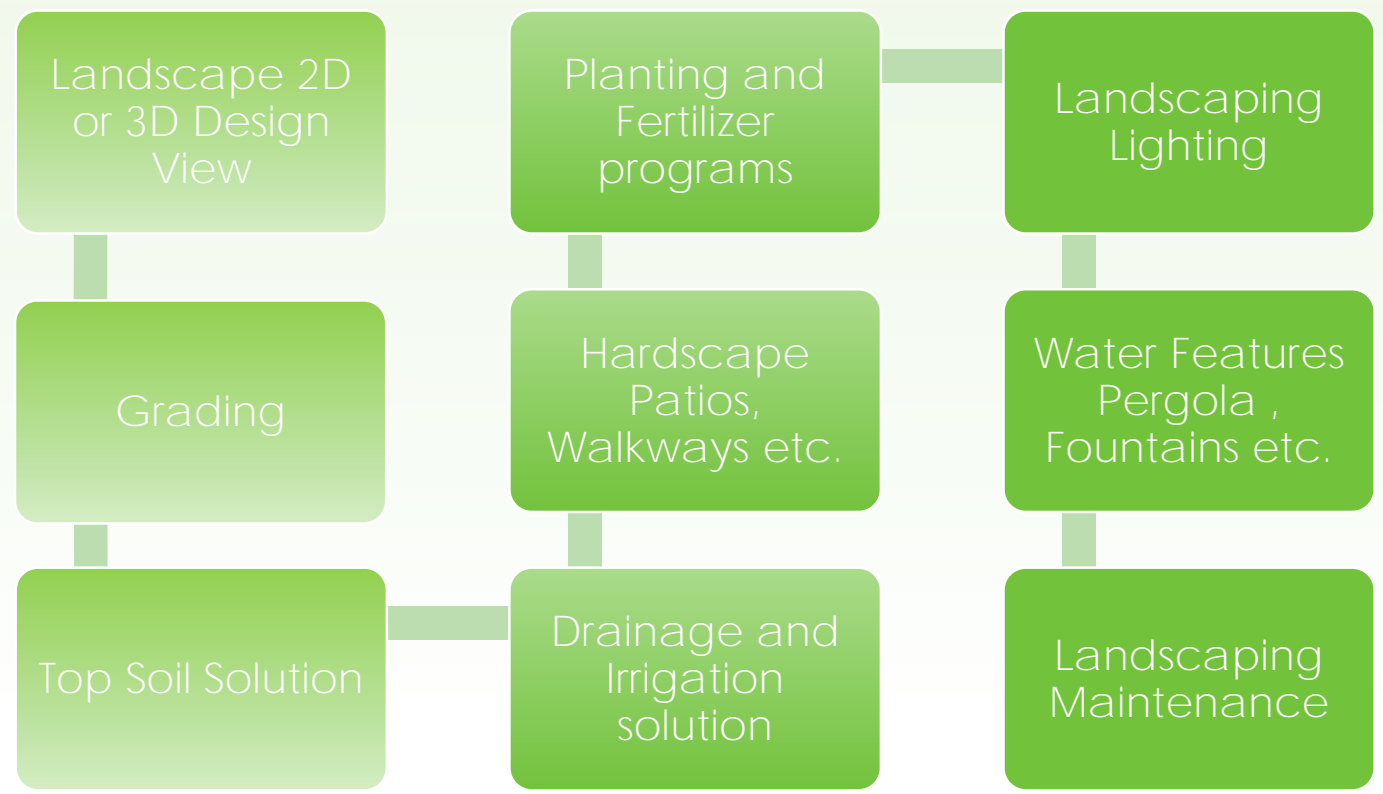 Landscape 2D
or 3D Design
View
Grading
Top Soil Solution
Drainage and
Irrigation
solution
Hardscape
Patios,
Walkways etc.
Planting and
Fertilizer
programs
Landscaping
Lighting
Water Features
Pergola ,
Fountains etc.
Landscaping
Maintenance